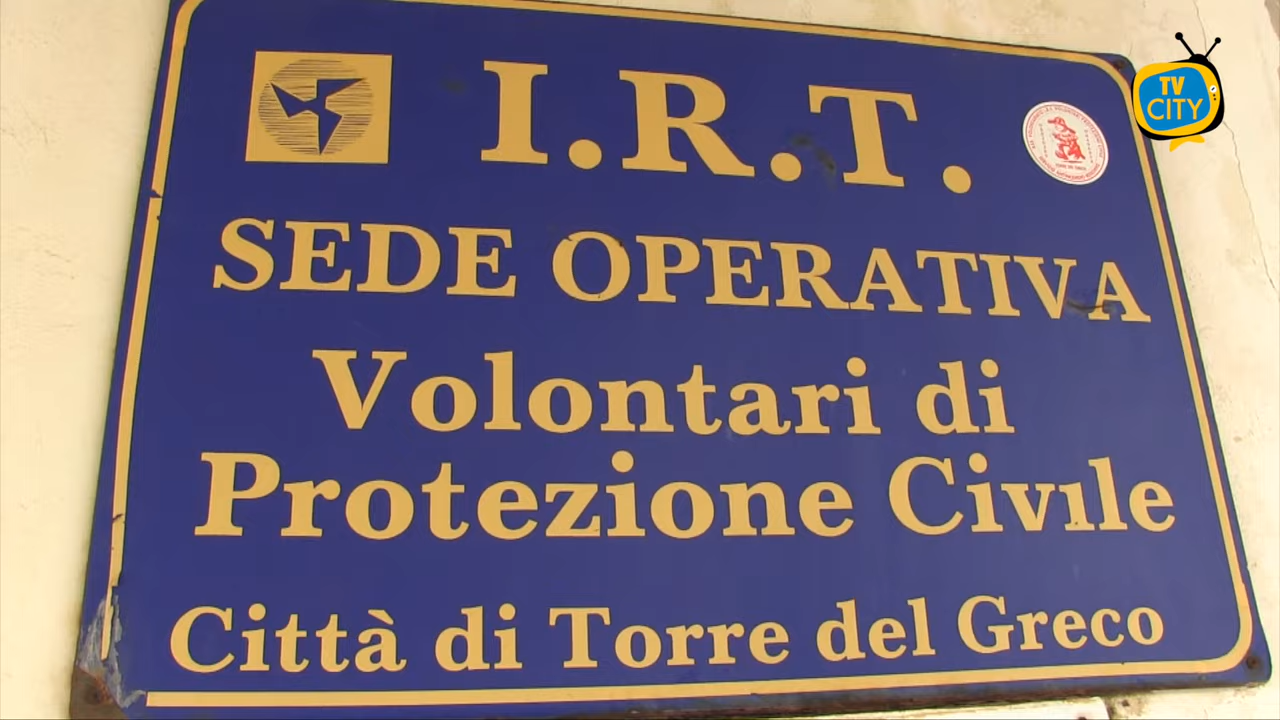 I.R.T.
SEDE OPERATIVA
Volontari di
Protezione Civile
Città di Torre del Greco
TV
CITY